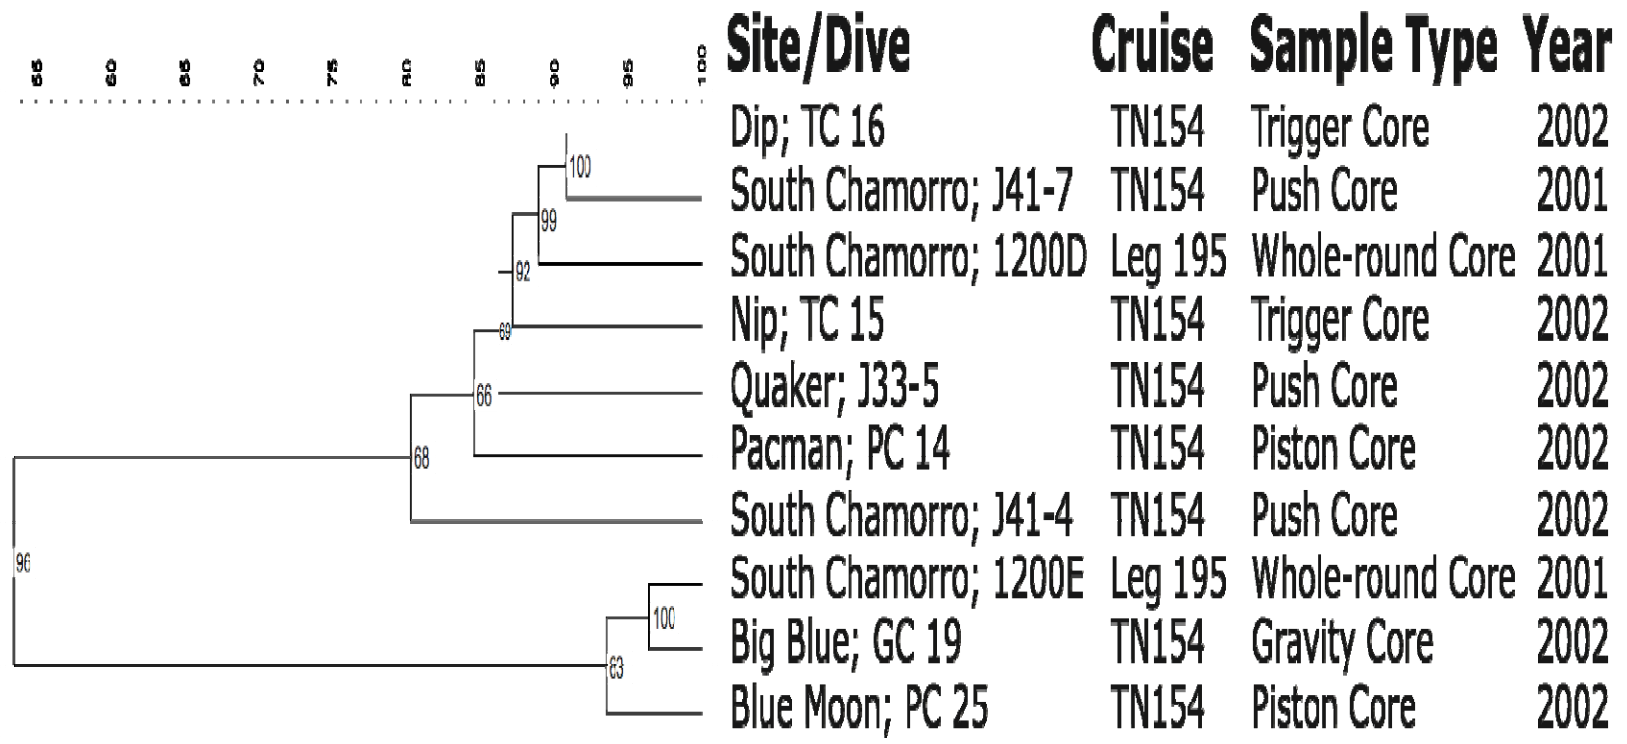 55 60 65 70 75 80 85 90 95 100
Site/Dive Cruise Sample Type Year
Dip; TC 16 TN154 Trigger Core 2002
100
South Chamorro; J41-7 TN154 Push Core 2001
99
South Chamorro; 1200D Leg 195 Whole-round Core 2001
92
Nip; TC 15 TN154 Trigger Core 2002
69
Quaker; J33-5 TN154 Push Core 2002
66
Pacman; PC 14 TN154 Piston Core 2002
68
South Chamorro; J41-4 TN154 Push Core 2002
96
South Chamorro; 1200E Leg 195 Whole-round Core 2001
100
Big Blue; GC 19 TN154 Gravity Core 2002
63
Blue Moon; PC 25 TN154 Piston Core 2002